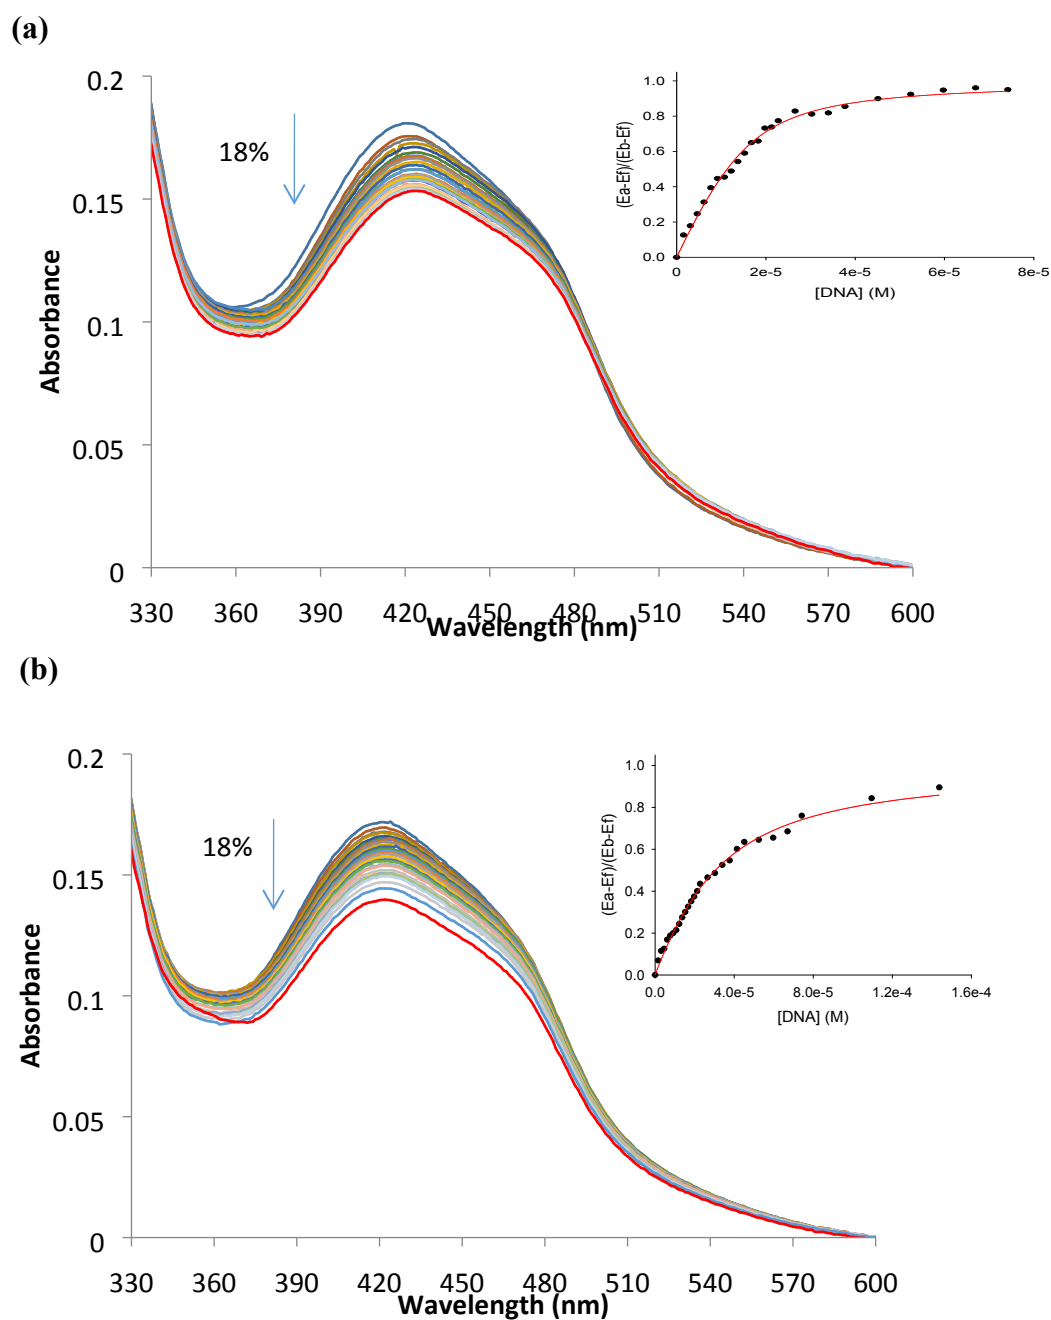 (a)
0.2
0.15
0.1
0.05
0
Absorbance
18%
330 360 390 420 450 480 510 540 570 600
Wavelength (nm)
1.0
0.8
0.6
0.4
0.2
0.0
(Ea-Ef)/(Eb-Ef)
0 2e-5 4e-5 6e-5 8e-5
[DNA] (M)
(b)
0.2
0.15
0.1
0.05
0
Absorbance
18%
330 360 390 420 450 480 510 540 570 600
Wavelength (nm)
1.0
0.8
0.6
0.4
0.2
0.0
(Ea-Ef)/(Eb-Ef)
0.0 4.0e-5 8.0e-5 1.2e-4 1.6e-4
[DNA] (M)